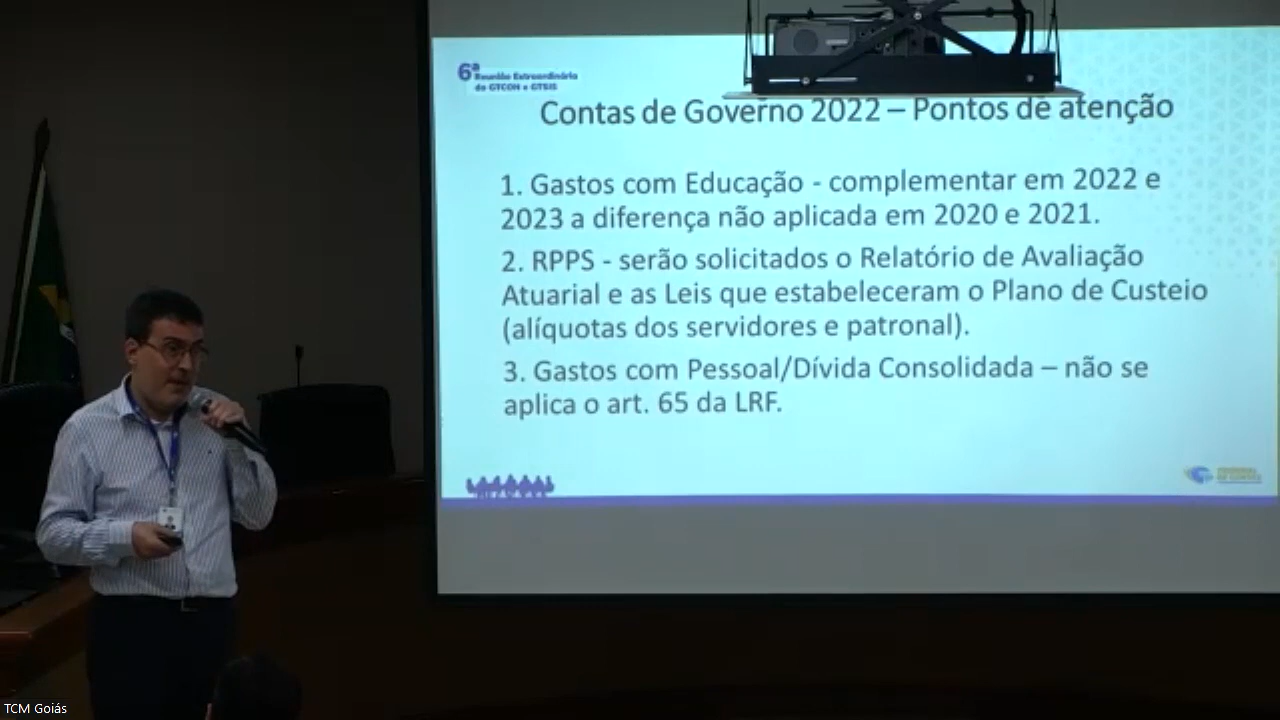 6ª Reunião Extraordinária
do GTCON e GTSIS
Contas de Governo 2022 – Pontos de atenção
1. Gastos com Educação - complementar em 2022 e
2023 a diferença não aplicada em 2020 e 2021.
2. RPPS - serão solicitados o Relatório de Avaliação
Atuarial e as Leis que estabeleceram o Plano de Custeio
(alíquotas dos servidores e patronal).
3. Gastos com Pessoal/Dívida Consolidada – não se
aplica o art. 65 da LRF.
TCM Goiás